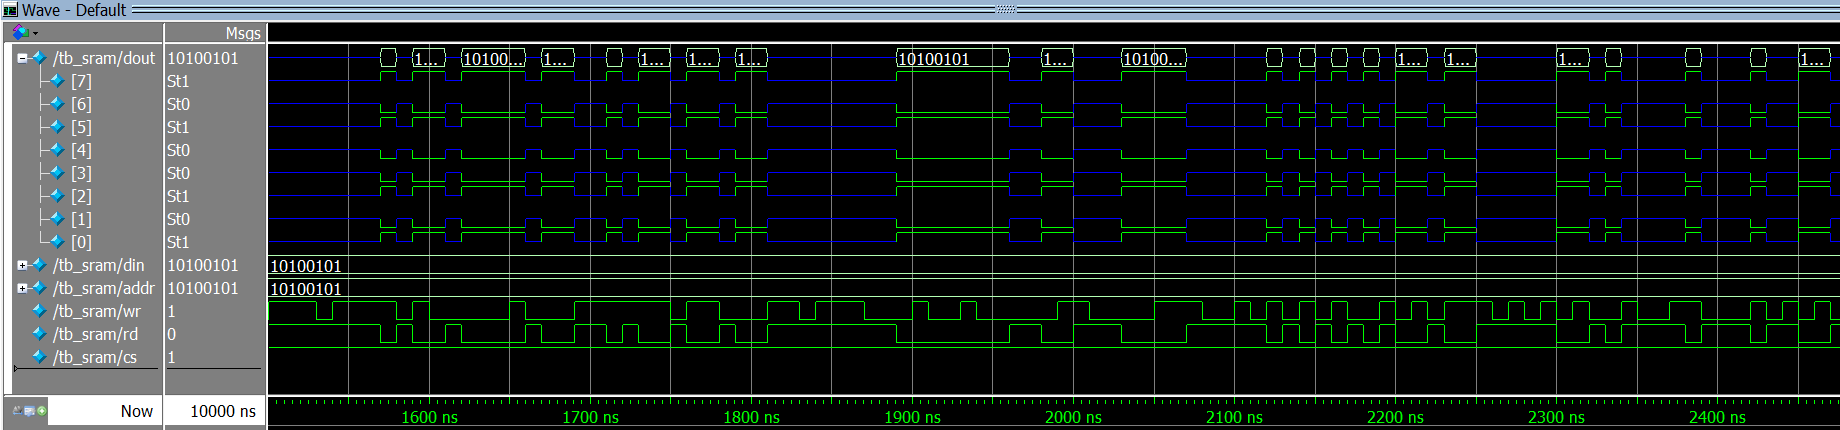 Wave - Default
Msgs
/tb_sram/dout 10100101 1... 10100... 1... 1... 1... 1... 10100101 1... 10100... 1... 1... 1... 1...
[7] St1
[6] St0
[5] St1
[4] St0
[3] St0
[2] St1
[1] St0
[0] St1
/tb_sram/din 10100101 10100101
/tb_sram/addr 10100101 10100101
/tb_sram/wr 1
/tb_sram/rd 0
/tb_sram/cs 1
Now 10000 ns 1600 ns 1700 ns 1800 ns 1900 ns 2000 ns 2100 ns 2200 ns 2300 ns 2400 ns